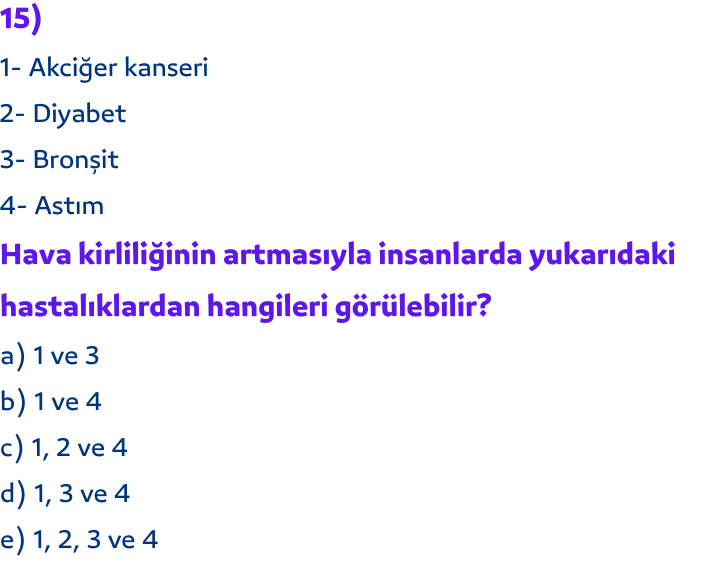 15)
1- Akciğer kanseri
2- Diyabet
3- Bronşit
4- Astım
Hava kirliliğinin artmasıyla insanlarda yukarıdaki
hastalıklardan hangileri görülebilir?
a) 1 ve 3
b) 1 ve 4
c) 1, 2 ve 4
d) 1, 3 ve 4
e) 1, 2, 3 ve 4